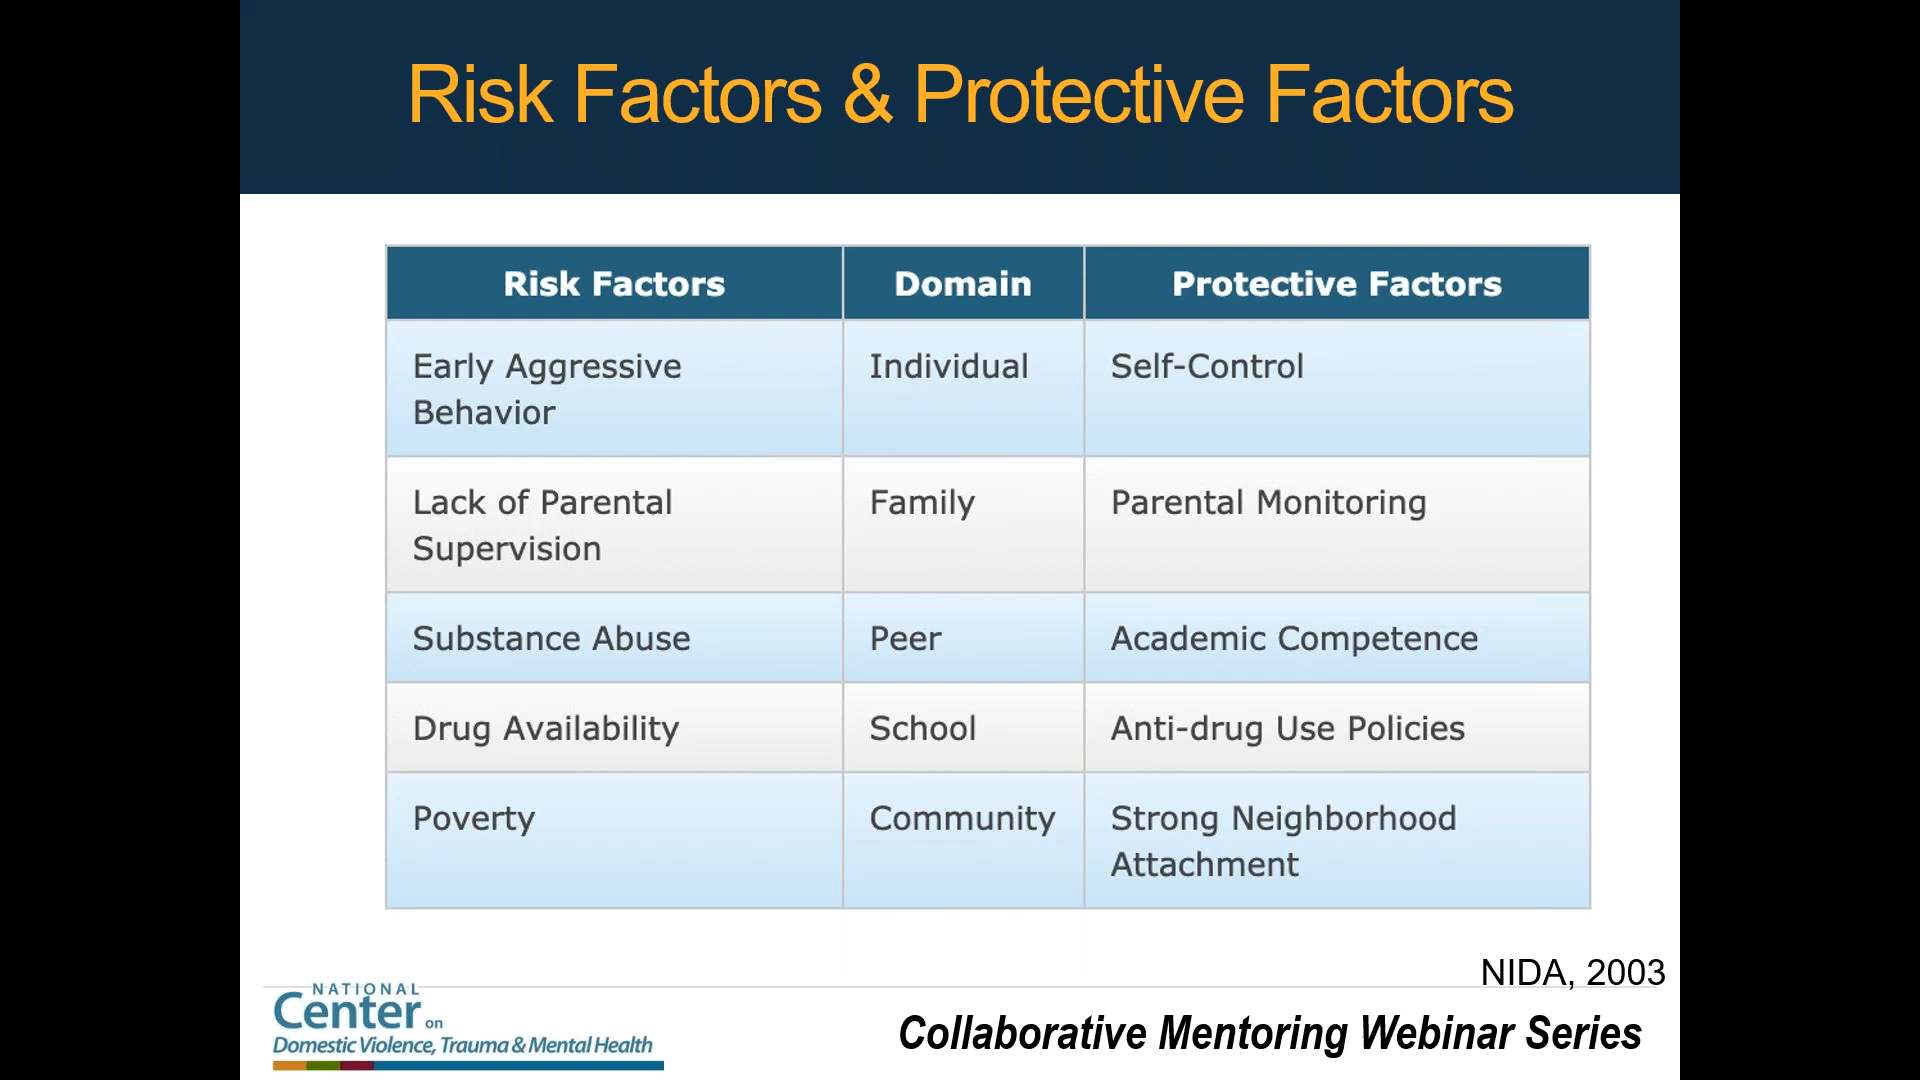 Risk Factors & Protective Factors
Risk Factors Domain Protective Factors
Early Aggressive Individual Self-Control
Behavior
Lack of Parental Family Parental Monitoring
Supervision
Substance Abuse Peer Academic Competence
Drug Availability School Anti-drug Use Policies
Poverty Community Strong Neighborhood
Attachment
NIDA, 2003
NATIONAL
Center on
Domestic Violence, Trauma & Mental Health
Collaborative Mentoring Webinar Series